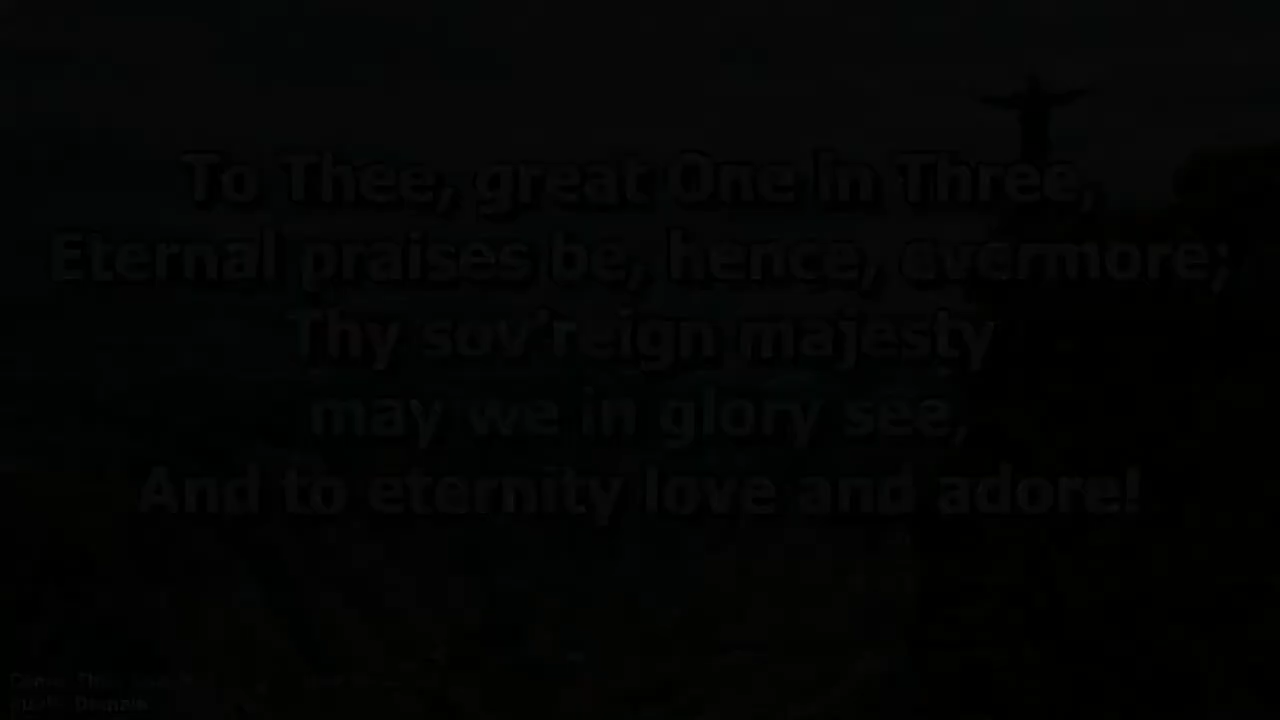 To Thee, great One in Three,
Eternal praises be, hence, evermore;
Thy sov'reign majesty
may we in glory see,
And to eternity love and adore!